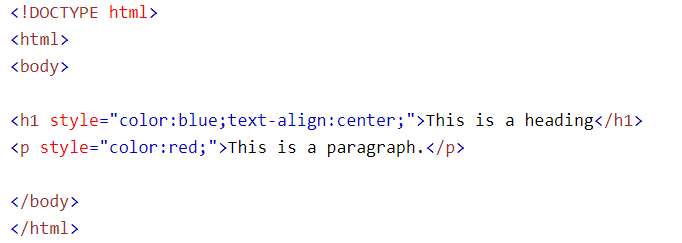 <!DOCTYPE html>
<html>
<body>
<h1 style="color:blue;text-align:center;">This is a heading</h1>
<p style="color:red;">This is a paragraph.</p>
</body>
</html>